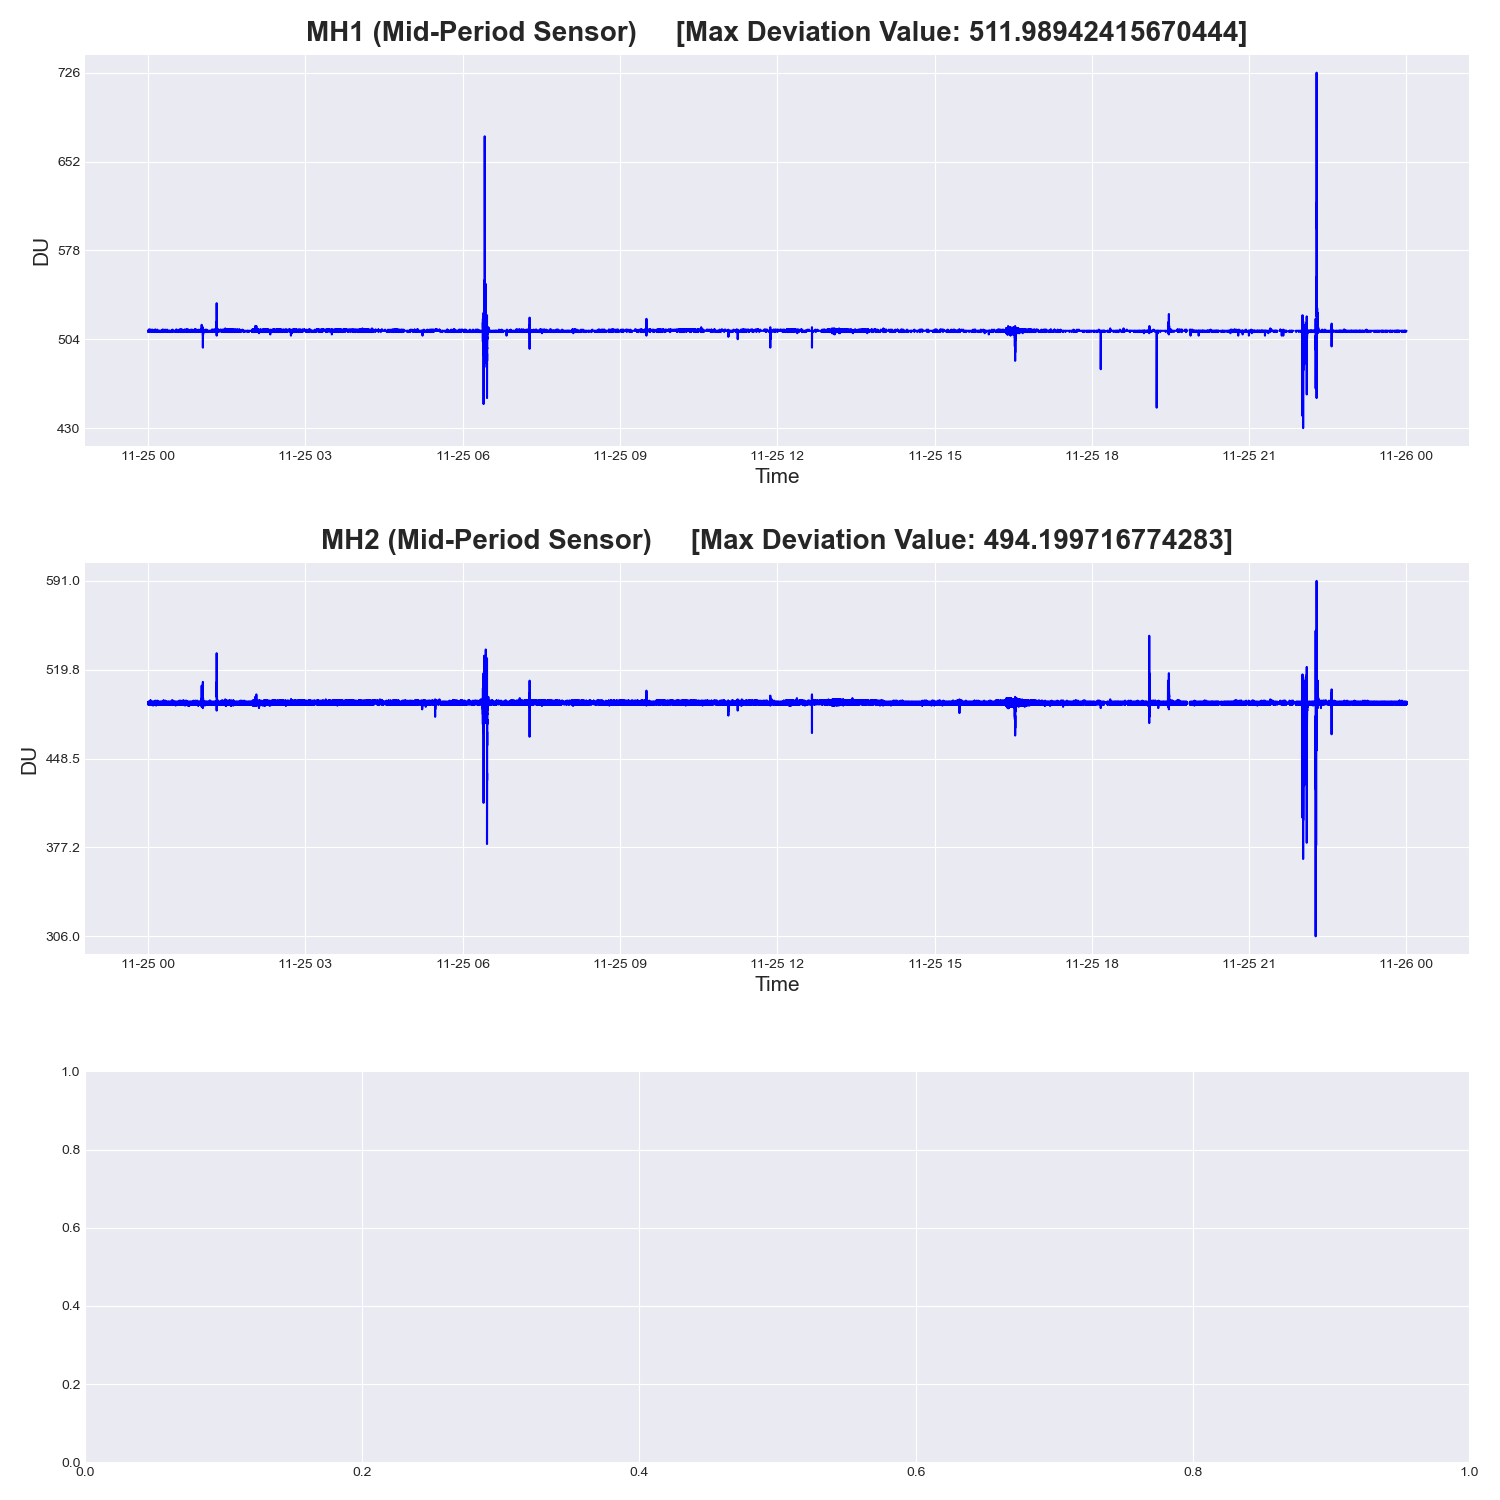 MH1 (Mid-Period Sensor) [Max Deviation Value: 511.98942415670444]
726
652
578
504
430
DU
11-25 00 11-25 03 11-25 06 11-25 09 11-25 12 11-25 15 11-25 18 11-25 21 11-26 00
Time
MH2 (Mid-Period Sensor) [Max Deviation Value: 494.199716774283]
591.0
519.8
448.5
377.2
306.0
DU
11-25 00 11-25 03 11-25 06 11-25 09 11-25 12 11-25 15 11-25 18 11-25 21 11-26 00
Time
1.0
0.8
0.6
0.4
0.2
0.0
0.0 0.2 0.4 0.6 0.8 1.0